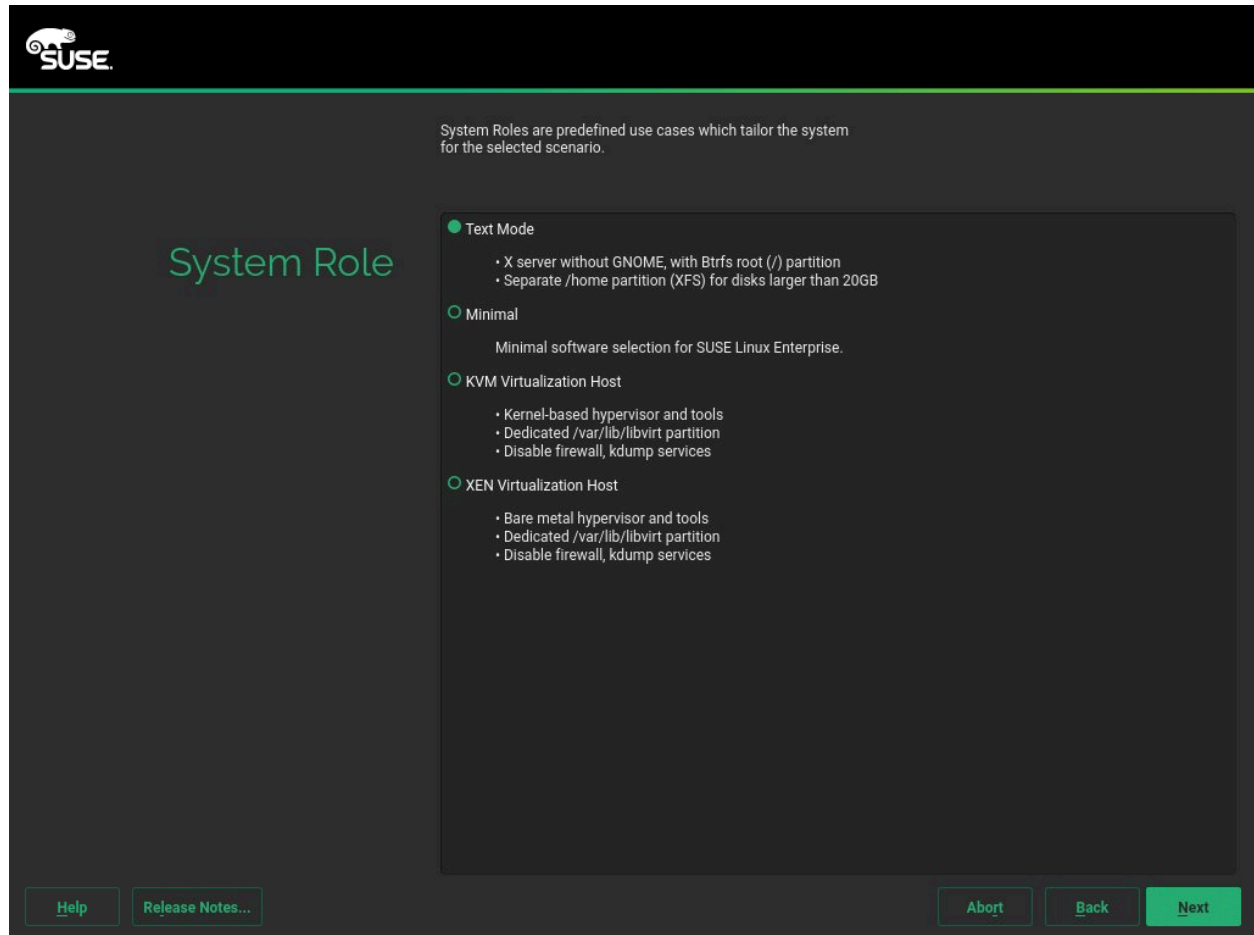 SUSE.
System Roles are predefined use cases which tailor the system
for the selected scenario.
System Role
Text Mode
• X server without GNOME, with Btrfs root (/) partition
• Separate /home partition (XFS) for disks larger than 20GB
Minimal
Minimal software selection for SUSE Linux Enterprise.
KVM Virtualization Host
• Kernel-based hypervisor and tools
• Dedicated /var/lib/libvirt partition
• Disable firewall, kdump services
XEN Virtualization Host
• Bare metal hypervisor and tools
• Dedicated /var/lib/libvirt partition
• Disable firewall, kdump services
Help
Release Notes...
Abort
Back
Next